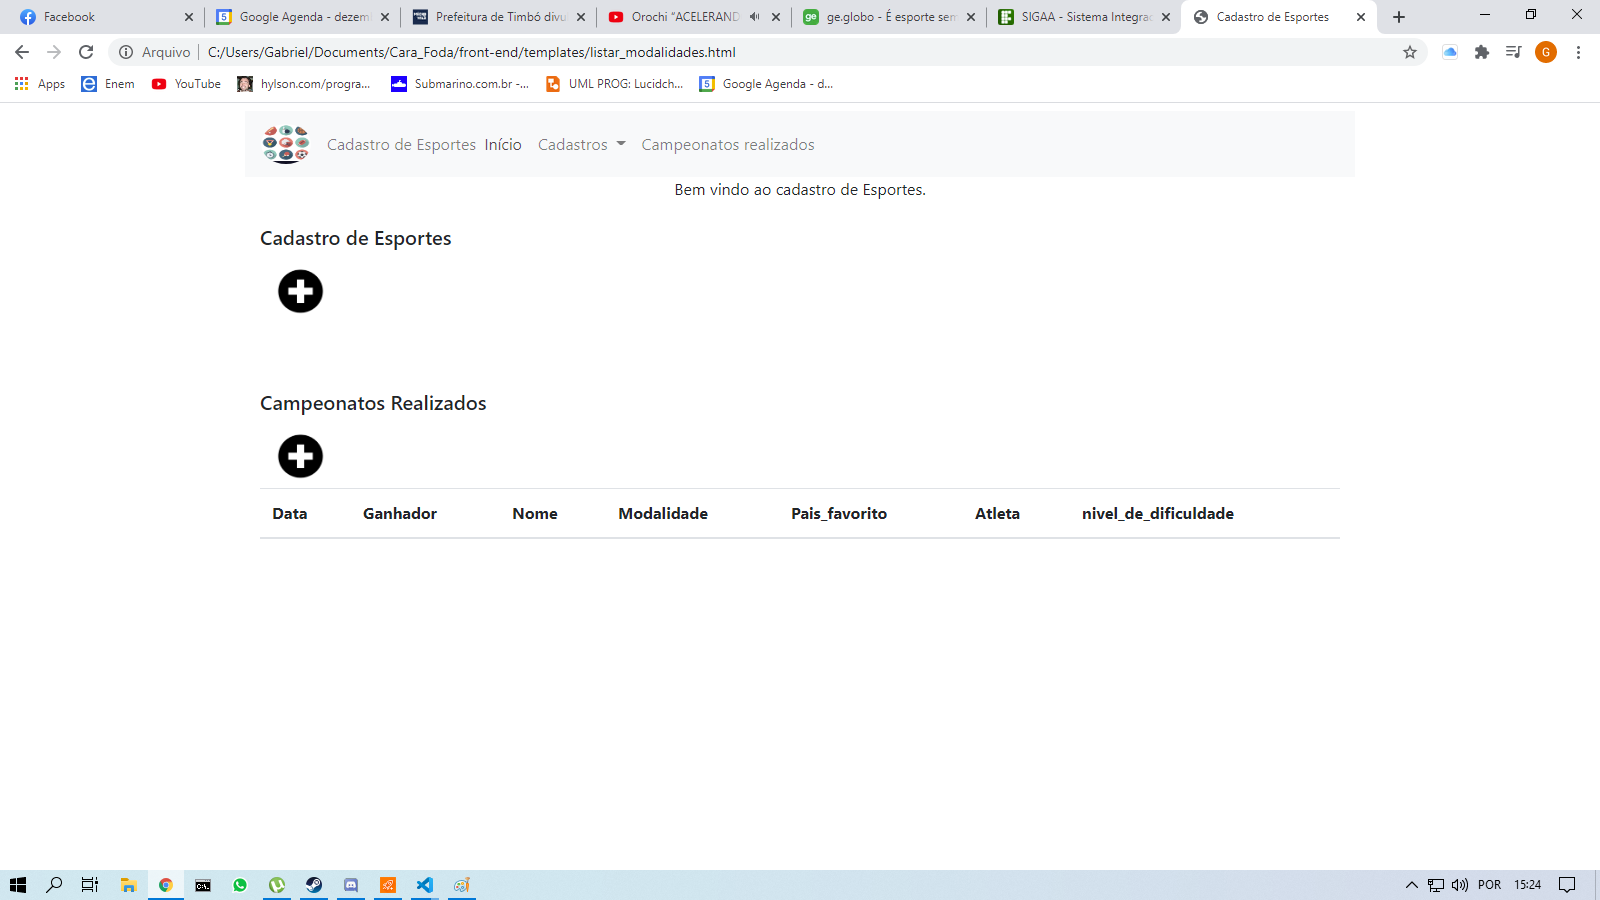 Facebook
Google Agenda - dezem
Prefeitura de Timbó divu
Orochi "ACELERAND
ge.globo - É esporte sem
SIGAA - Sistema Integra
Cadastro de Esportes
Arquivo | C:/Users/Gabriel/Documents/Cara_Foda/front-end/templates/listar_modalidades.html
G
Apps
Enem
YouTube
hylson.com/progra...
Submarino.com.br -...
UML PROG: Lucidch...
Google Agenda - d...
Cadastro de Esportes Início Cadastros Campeonatos realizados
Bem vindo ao cadastro de Esportes.
Cadastro de Esportes
Campeonatos Realizados
Data Ganhador Nome Modalidade Pais_favorito Atleta nivel_de_dificuldade
POR 15:24